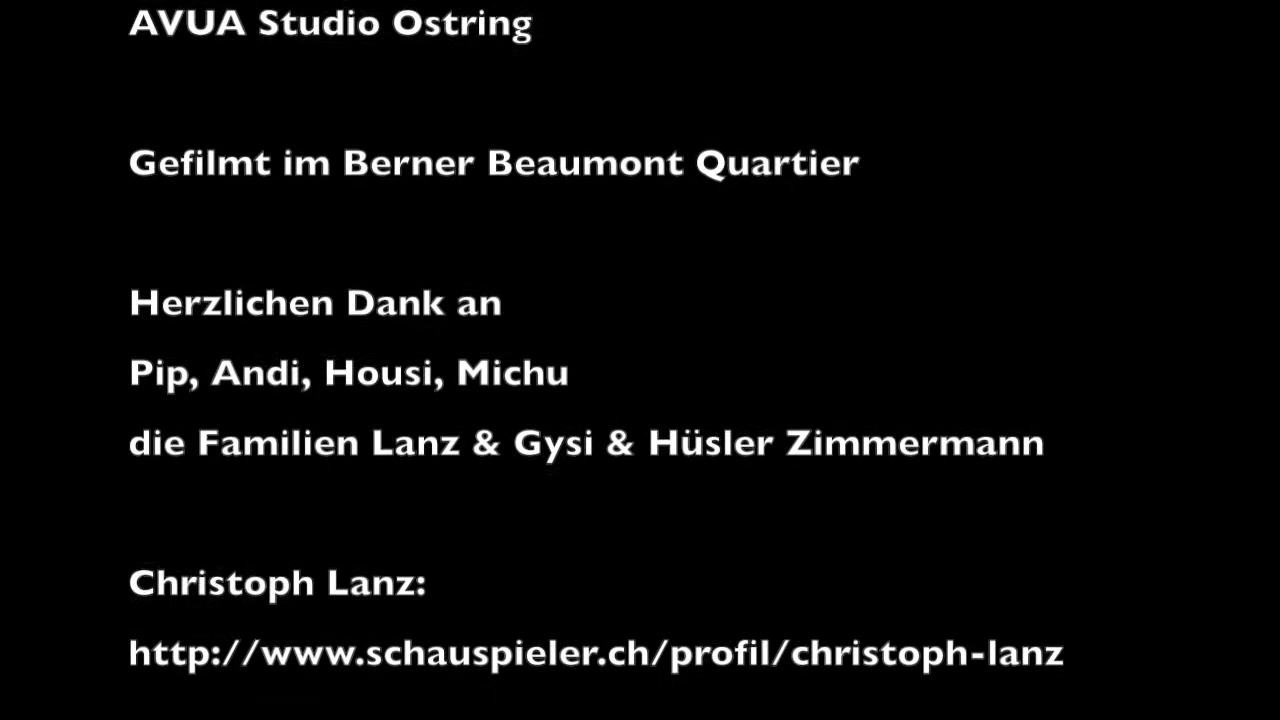 AVUA Studio Ostring
Gefilmt im Berner Beaumont Quartier
Herzlichen Dank an
Pip, Andi, Housi, Michu
die Familien Lanz & Gysi & Hüsler Zimmermann
Christoph Lanz:
http://www.schauspieler.ch/profil/christoph-lanz